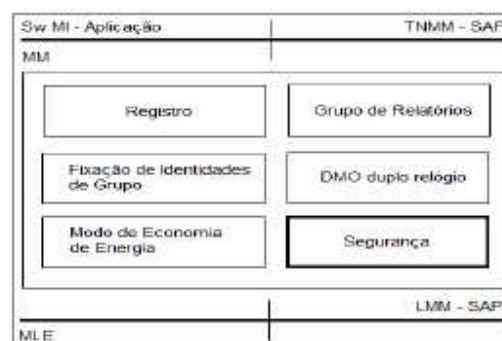 Sw MI - Aplicação
TNMM - SAP
MM
Registro
Grupo de Relatórios
Fixação de Identidades
de Grupo
DMO duplo relógio
Modo de Economia
de Energia
Segurança
LMM - SAP
MLE